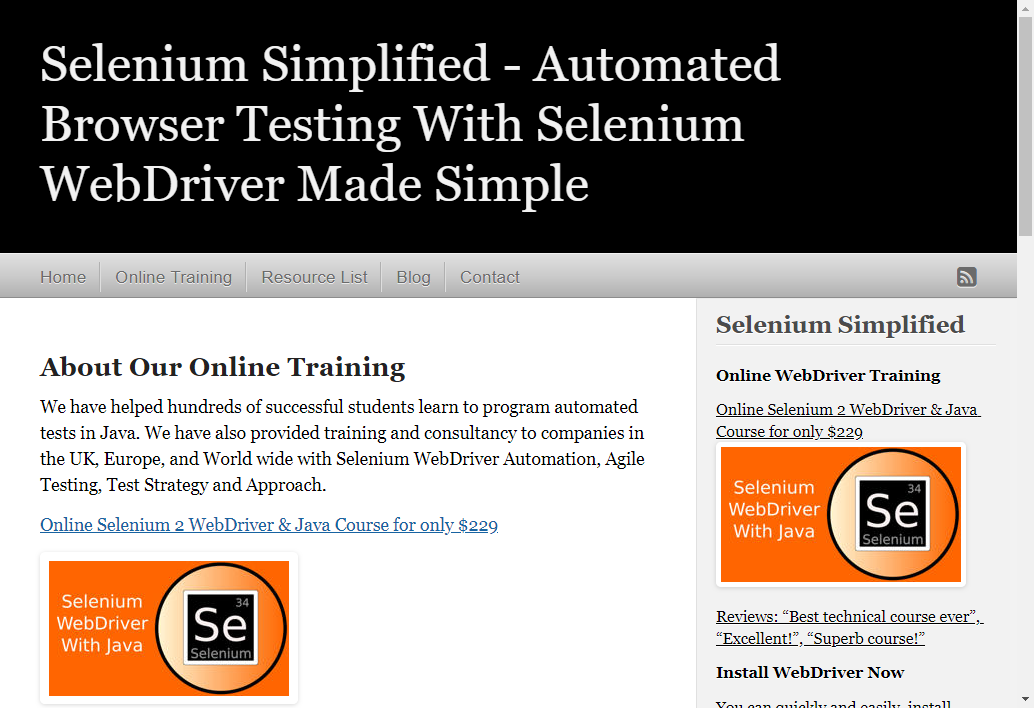 Selenium Simplified - Automated
Browser Testing With Selenium
WebDriver Made Simple
Home
Online Training
Resource List
Blog
Contact
About Our Online Training
We have helped hundreds of successful students learn to program automated
tests in Java. We have also provided training and consultancy to companies in
the UK, Europe, and World wide with Selenium WebDriver Automation, Agile
Testing, Test Strategy and Approach.
Online Selenium 2 WebDriver & Java Course for only $229
Selenium
WebDriver
With Java
34
Se
Selenium
Selenium Simplified
Online WebDriver Training
Online Selenium 2 WebDriver & Java
Course for only $229
Selenium
WebDriver
With Java
34
Se
Selenium
Reviews: “Best technical course ever”,
“Excellent!”, “Superb course!”
Install WebDriver Now
You can quickly and easily install